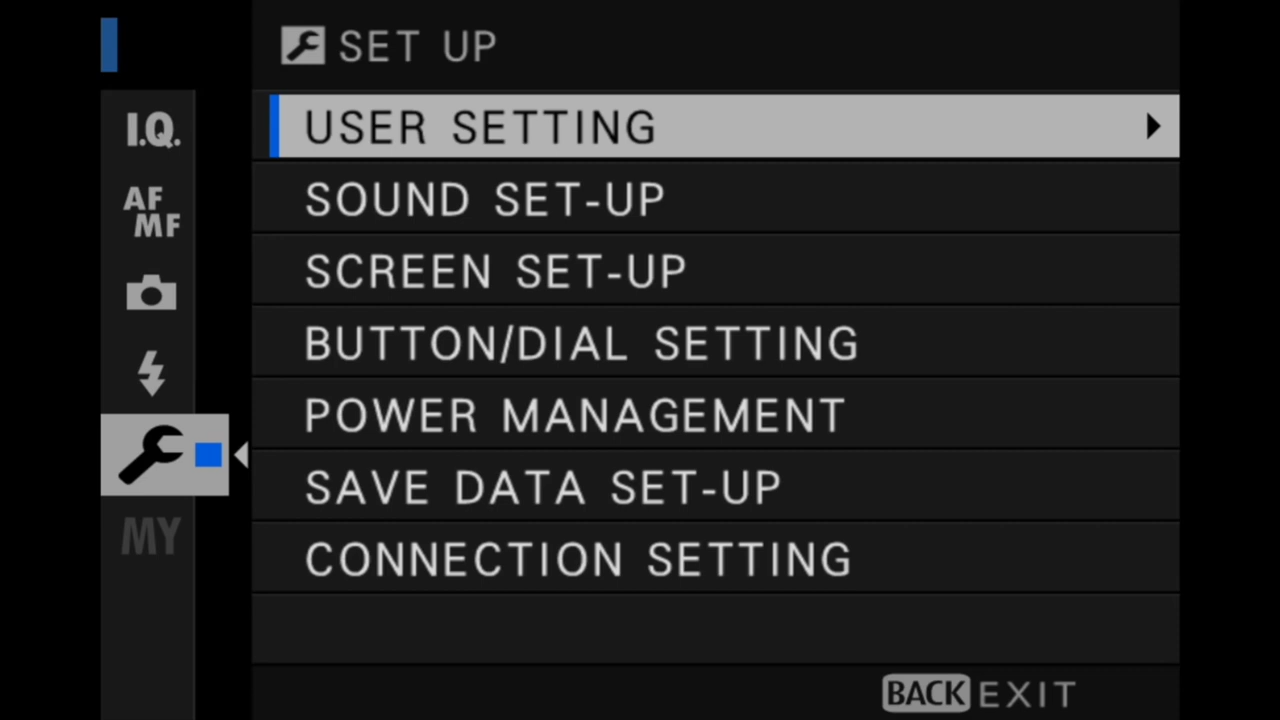 SET UP
I.Q.
AF
MF
MY
USER SETTING
SOUND SET-UP
SCREEN SET-UP
BUTTON/DIAL SETTING
POWER MANAGEMENT
SAVE DATA SET-UP
CONNECTION SETTING
BACK EXIT